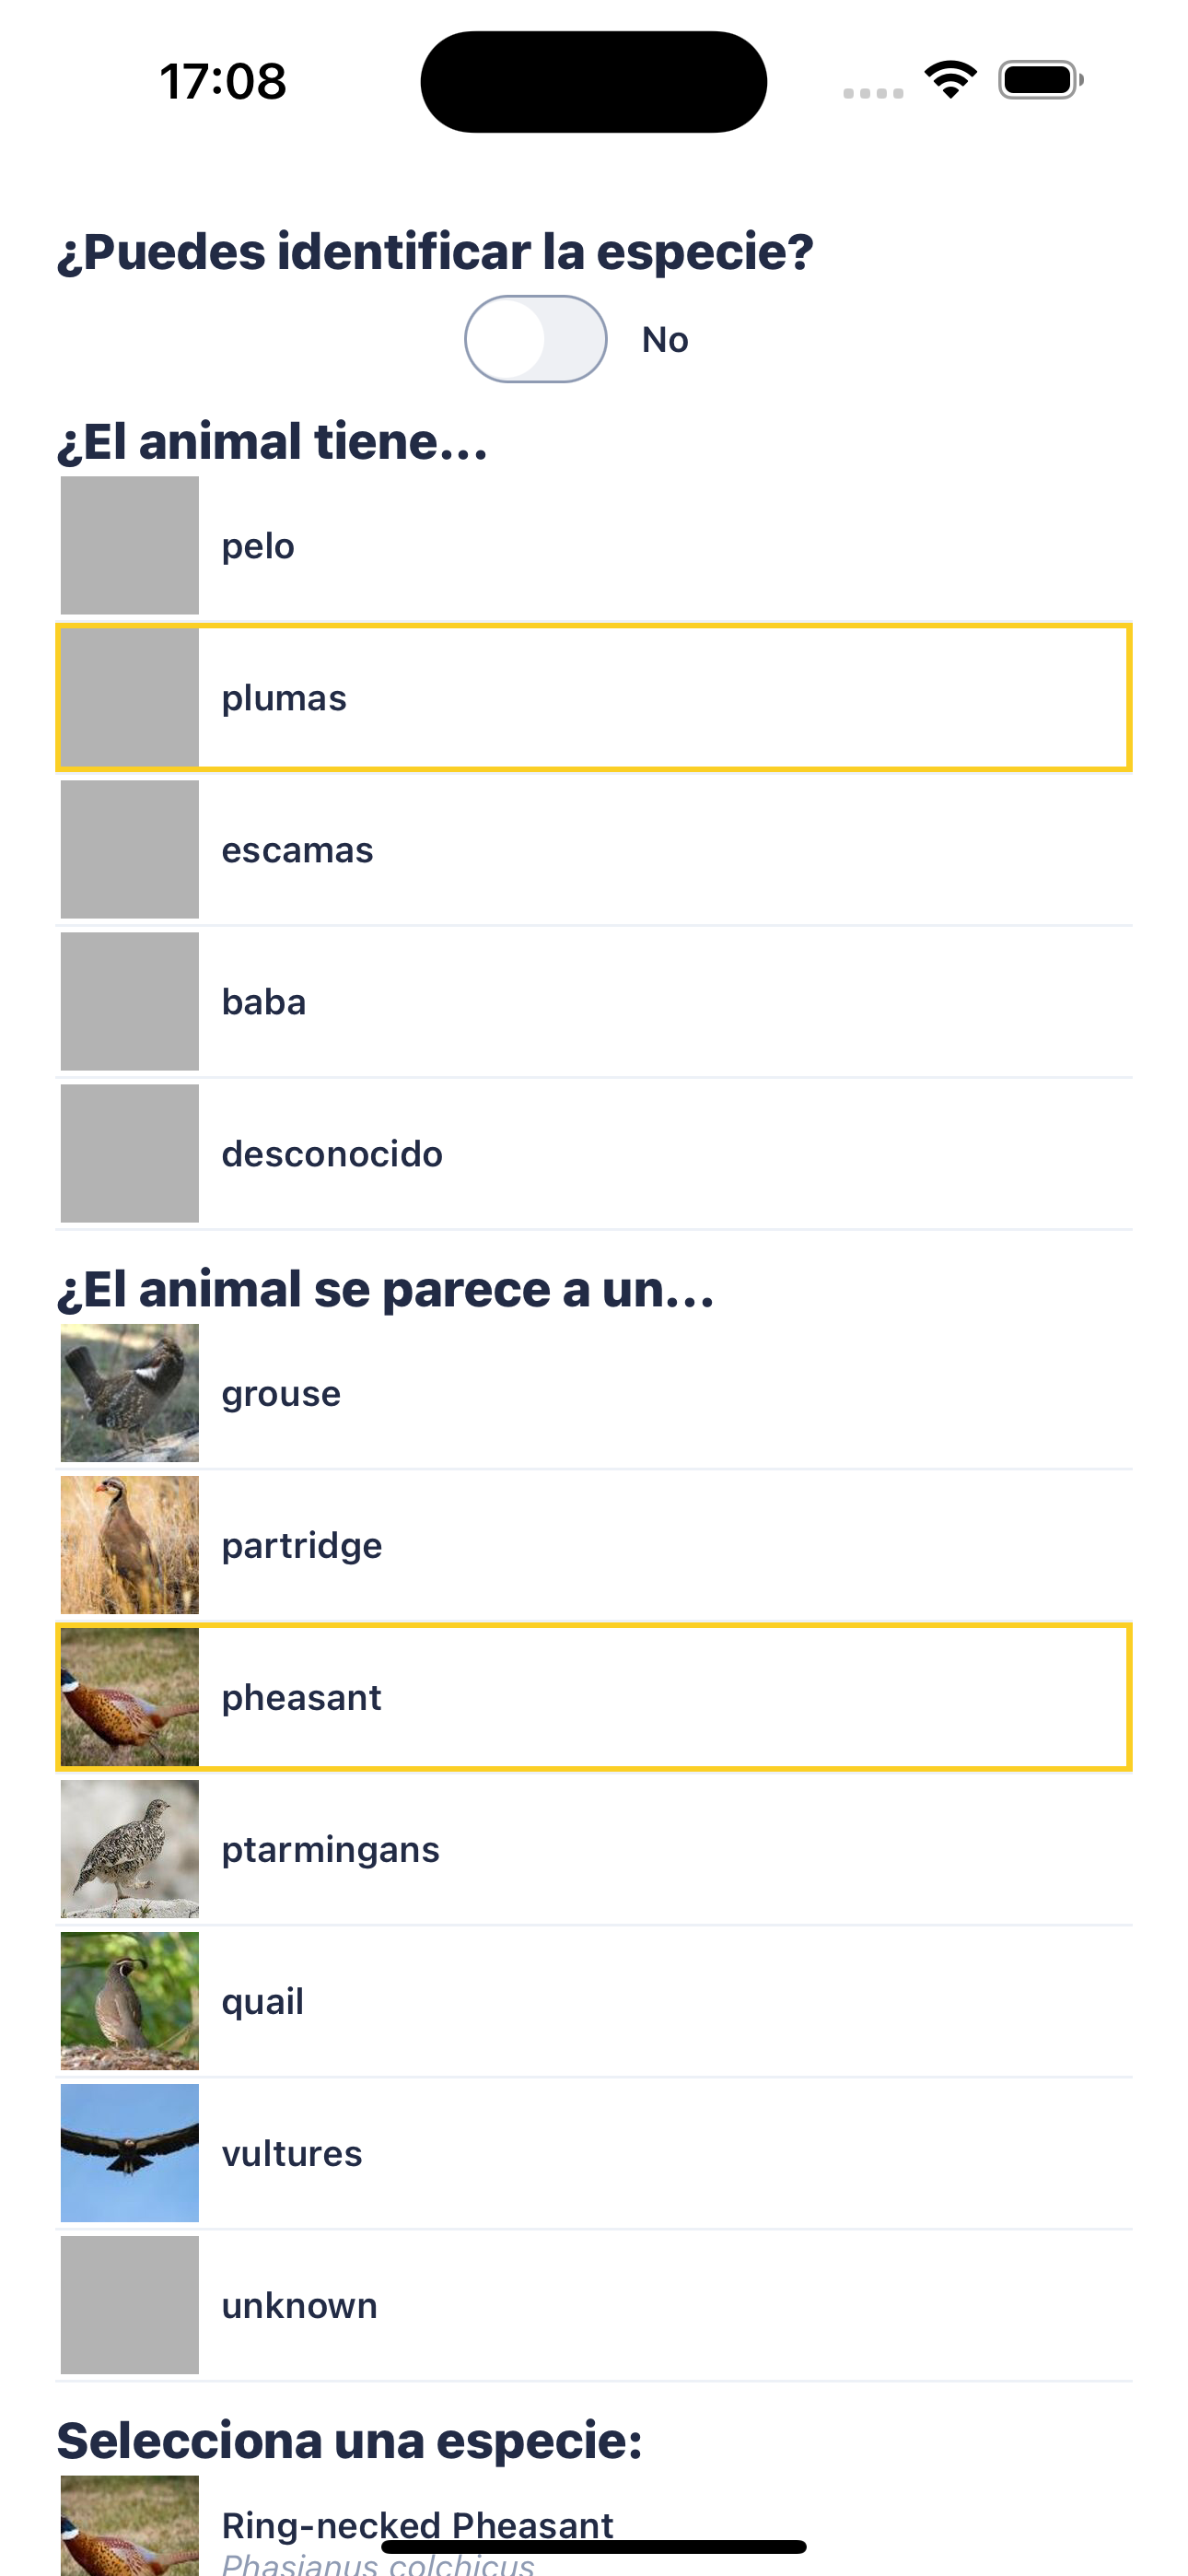 17:08
¿Puedes identificar la especie?
No
¿El animal tiene...
pelo
plumas
escamas
baba
desconocido
¿El animal se parece a un...
grouse
partridge
pheasant
ptarmingans
quail
vultures
unknown
Selecciona una especie:
Ring-necked Pheasant
Phasianus colchicus